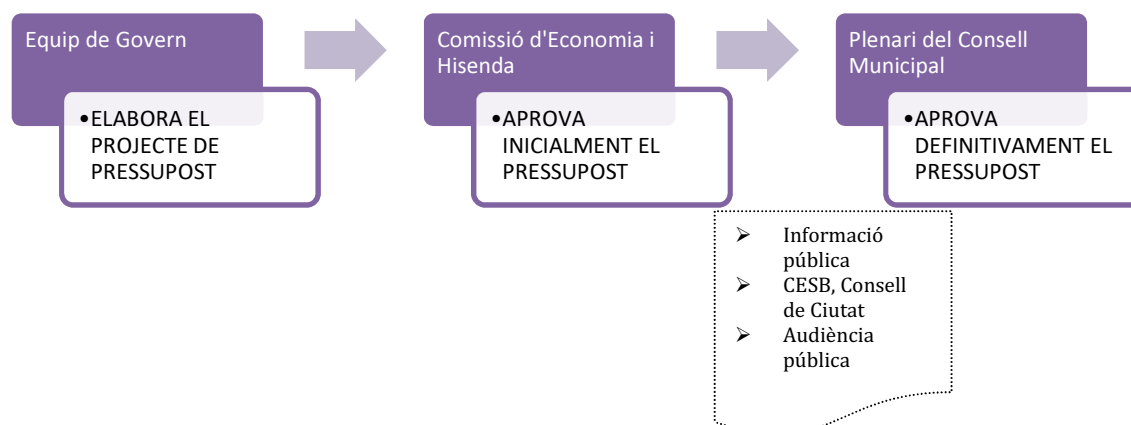 Equip de Govern
•ELABORA EL
PROJECTE DE
PRESSUPOST
Comissió d'Economia i
Hisenda
•APROVA
INICIALMENT EL
PRESSUPOST
Plenari del Consell
Municipal
•APROVA
DEFINITIVAMENT EL
PRESSUPOST
➢ Informació
pública
➢ CESB, Consell
de Ciutat
➢ Audiència
pública